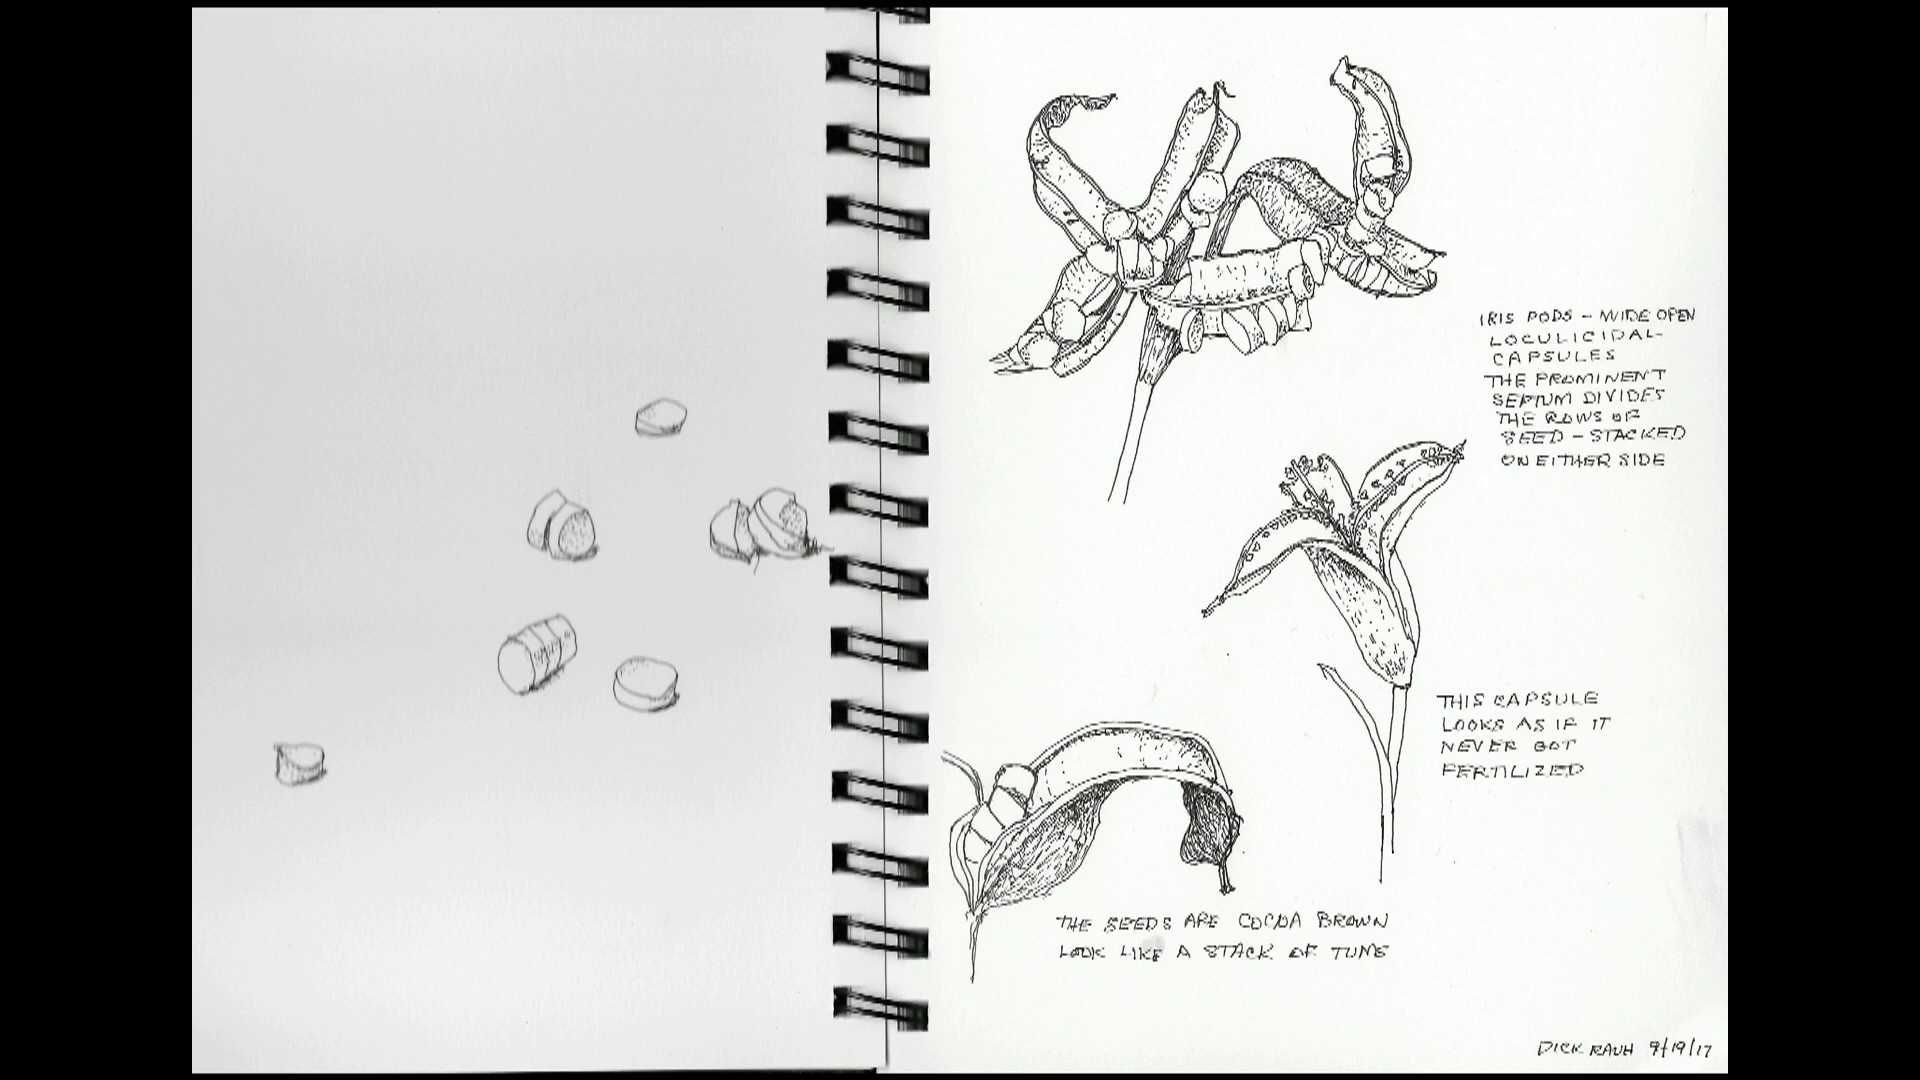 IRIS PODS - WIDE OPEN
LOCULICIDAL-
CAPSULES
THE PROMINENT
SEPTUM DIVIDES
THE ROWS OF
SEED - STACKED
ON EITHER SIDE
THIS CAPSULE
LOOKS AS IF IT
NEVER GOT
FERTILIZED
THE SEEDS ARE COCOA BROWN
LOOK LIKE A STACK OF TUMS
DICK RAUH 9/19/17